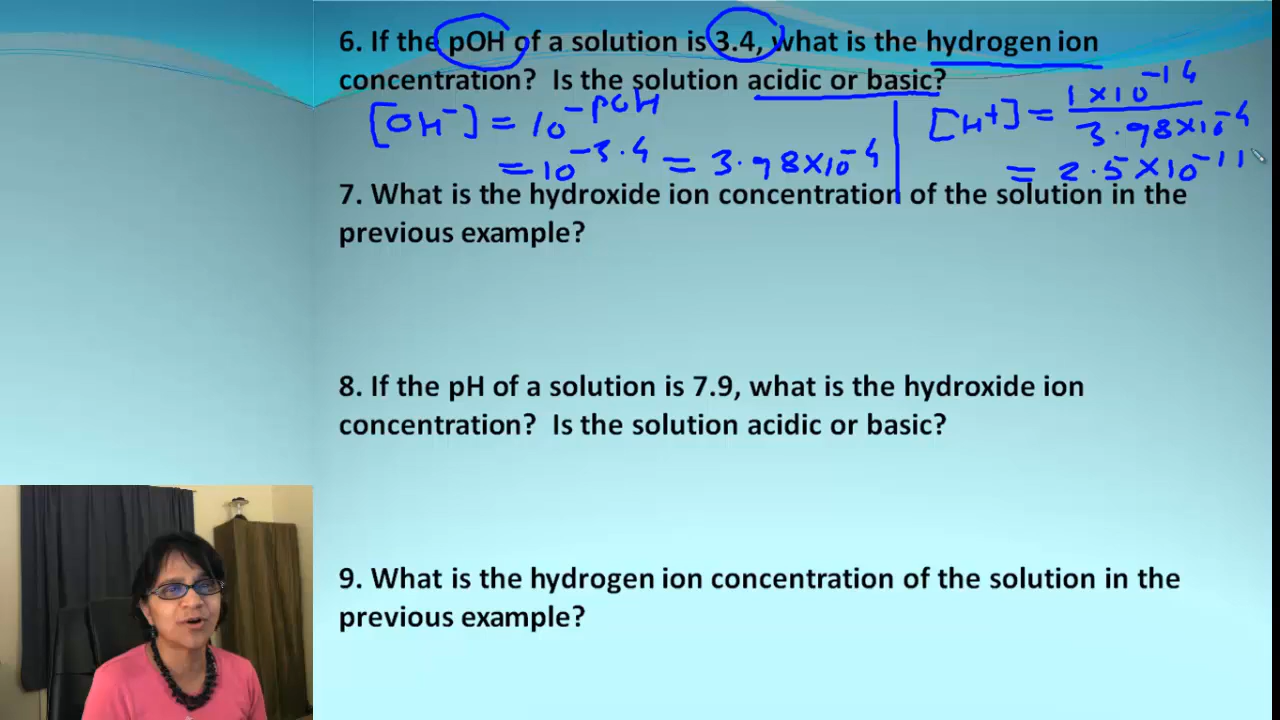 6. If the pOH of a solution is 3.4, what is the hydrogen ion
concentration? Is the solution acidic or basic?
[OH⁻] = 10^-pOH
= 10^-3.4 = 3.98×10^-4
[H⁺] = 1×10^-14 / 3.98×10^-4
= 2.5×10^-11
7. What is the hydroxide ion concentration of the solution in the
previous example?
8. If the pH of a solution is 7.9, what is the hydroxide ion
concentration? Is the solution acidic or basic?
9. What is the hydrogen ion concentration of the solution in the
previous example?